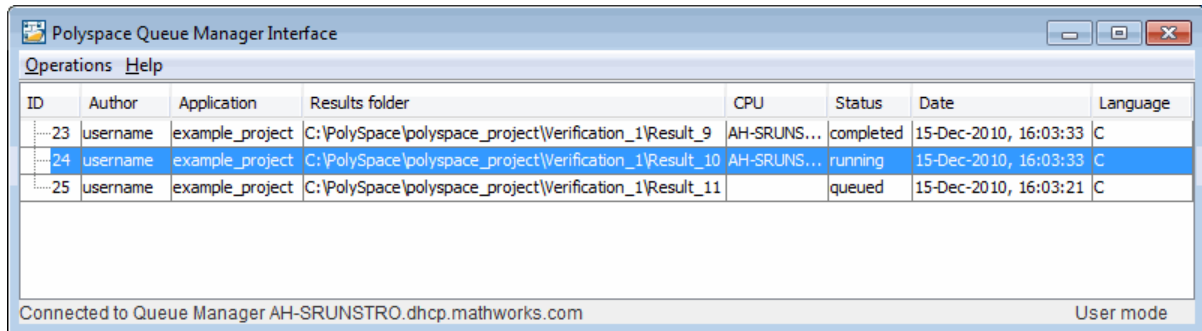 Polyspace Queue Manager Interface
Operations Help
ID Author Application Results folder CPU Status Date Language
23 username example_project C:\PolySpace\polyspace_project\Verification_1\Result_9 AH-SRUNS... completed 15-Dec-2010, 16:03:33 C
24 username example_project C:\PolySpace\polyspace_project\Verification_1\Result_10 AH-SRUNS... running 15-Dec-2010, 16:03:33 C
25 username example_project C:\PolySpace\polyspace_project\Verification_1\Result_11 queued 15-Dec-2010, 16:03:21 C
Connected to Queue Manager AH-SRUNSTRO.dhcp.mathworks.com User mode